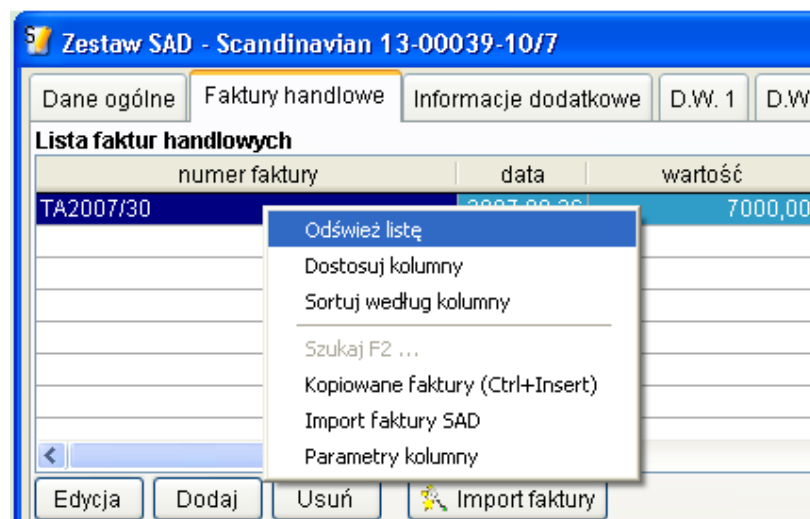 Zestaw SAD - Scandinavian 13-00039-10/7
Dane ogólne Faktury handlowe Informacje dodatkowe D.W. 1 D.W
Lista faktur handlowych
numer faktury data wartość
TA2007/30 7000,00
Odśwież listę
Dostosuj kolumny
Sortuj według kolumny
Szukaj F2 ...
Kopiowane faktury (Ctrl+Insert)
Import faktury SAD
Parametry kolumny
Edycja Dodaj Usuń Import faktury